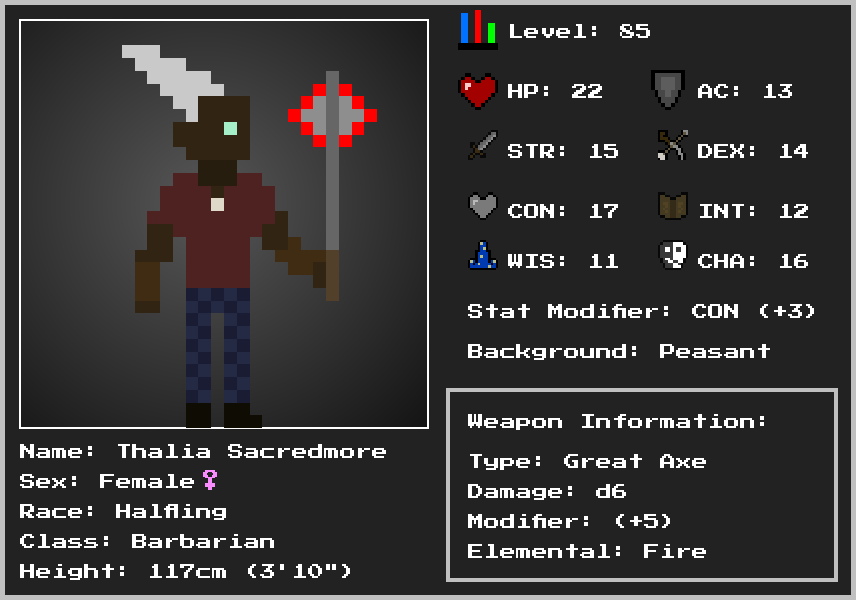 Level: 85
HP: 22 AC: 13
STR: 15 DEX: 14
CON: 17 INT: 12
WIS: 11 CHA: 16
Stat Modifier: CON (+3)
Background: Peasant
Weapon Information:
Type: Great Axe
Damage: d6
Modifier: (+5)
Elemental: Fire
Name: Thalia Sacredmore
Sex: Female♀
Race: Halfling
Class: Barbarian
Height: 117cm (3'10")